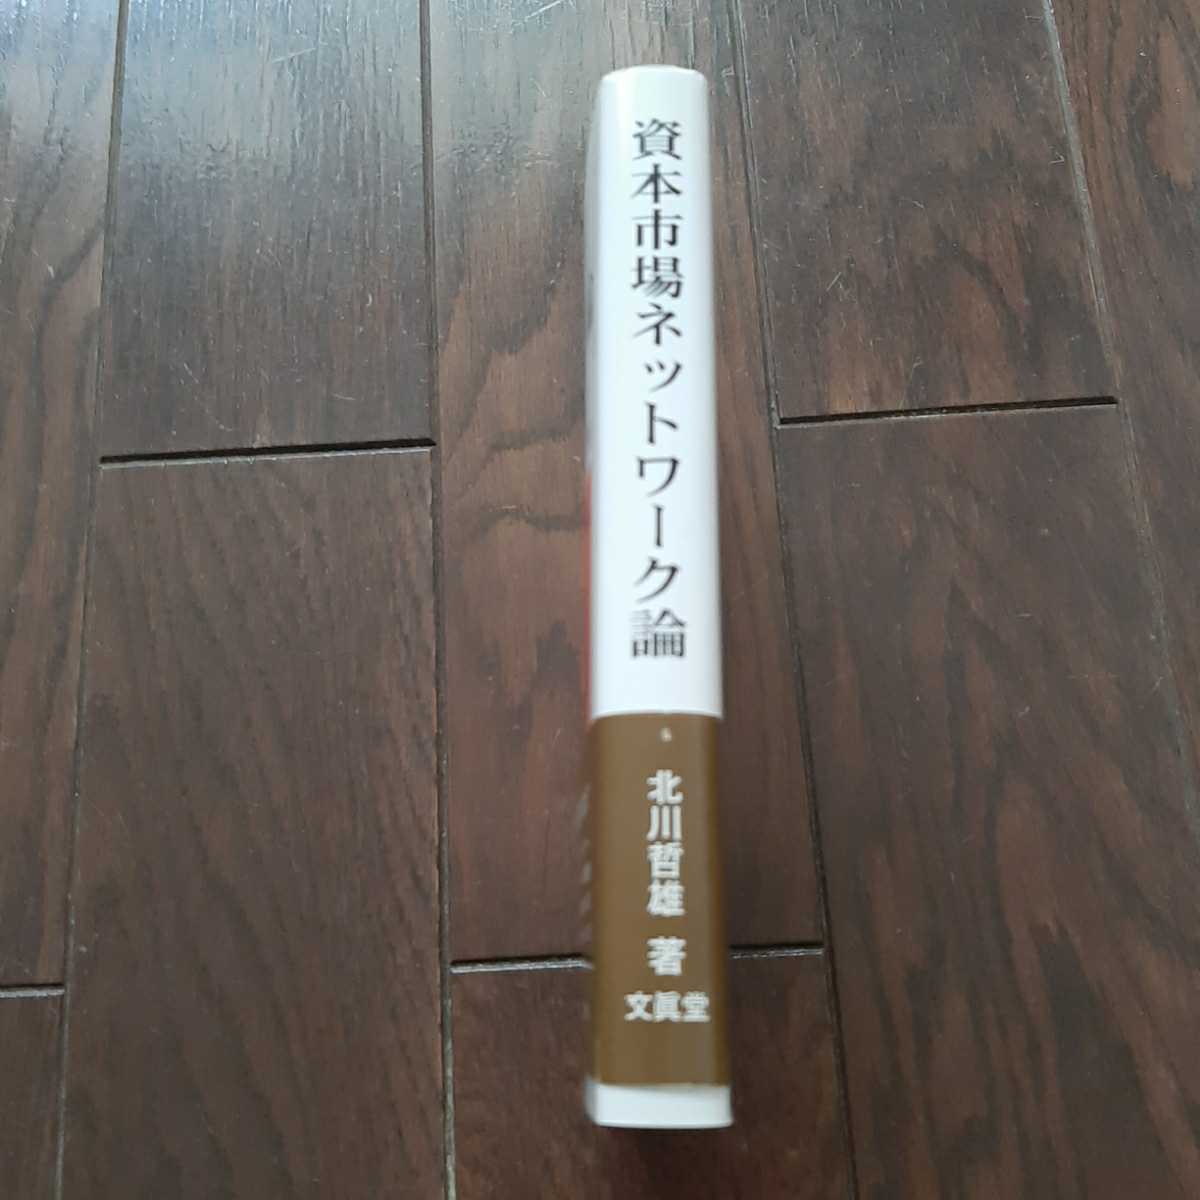 資本市場ネットワーク論
北川哲雄 著
文眞堂